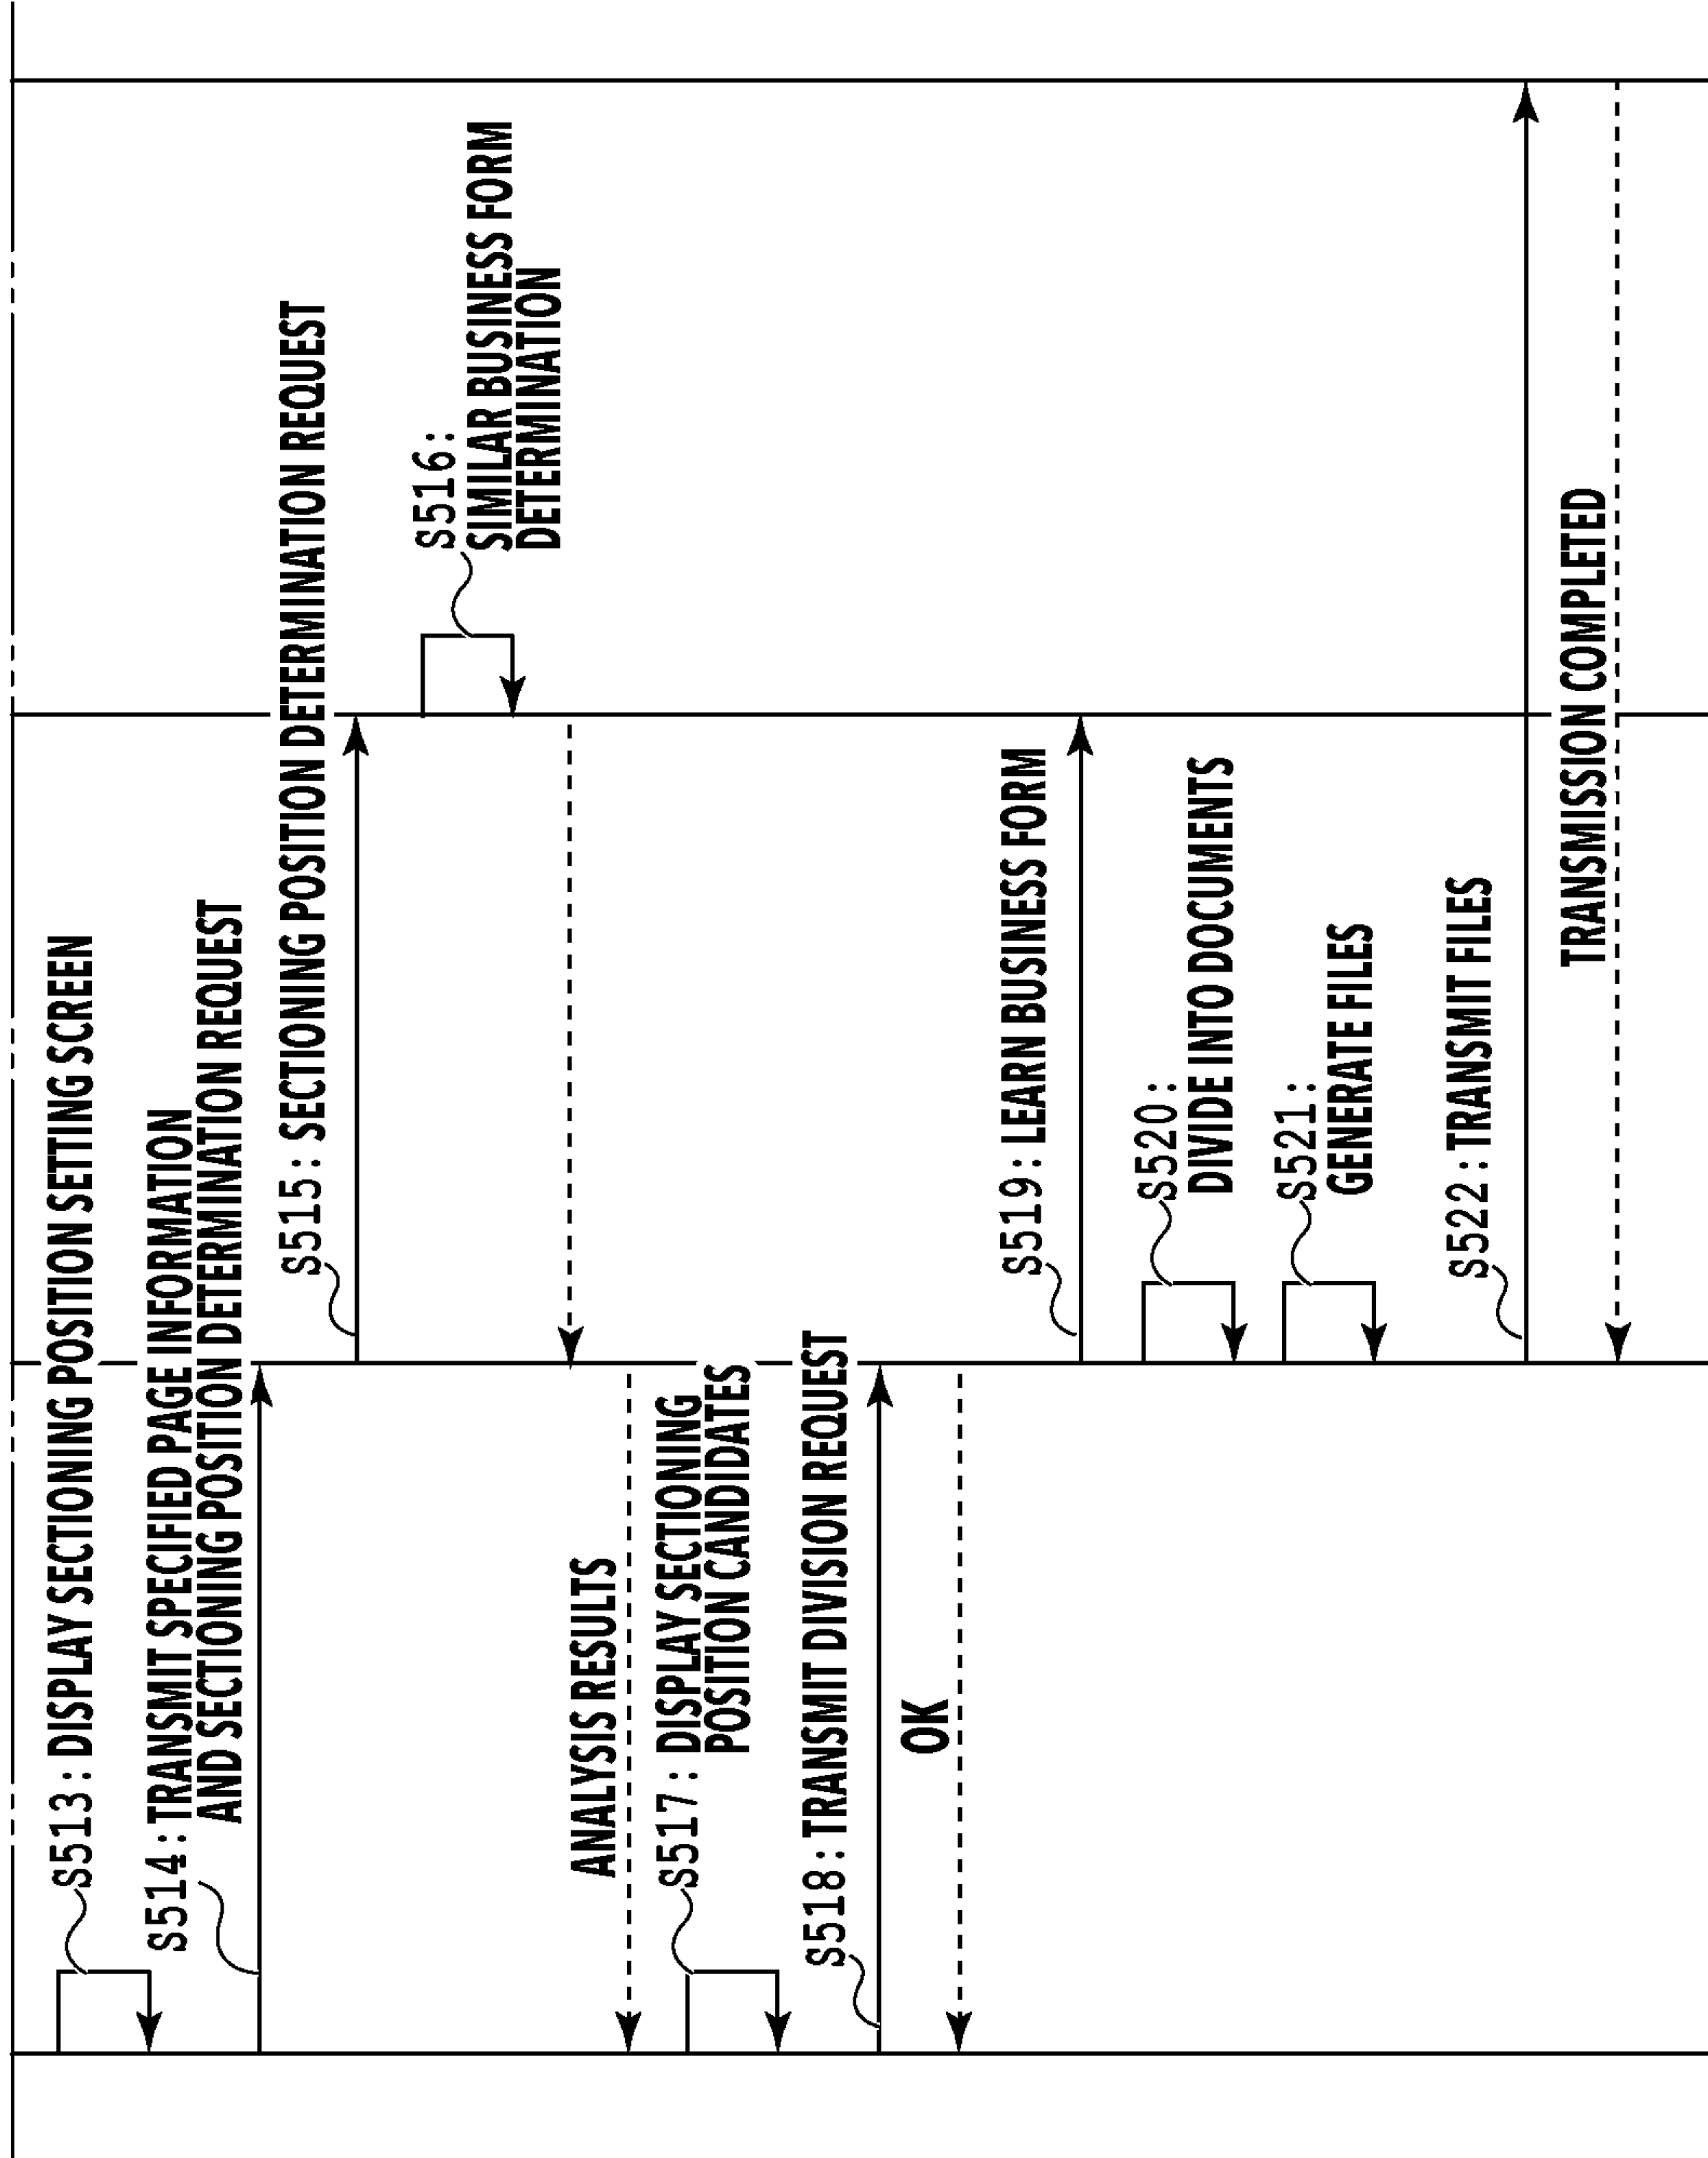 S513: DISPLAY SECTIONING POSITION SETTING SCREEN
S514: TRANSMIT SPECIFIED PAGE INFORMATION
AND SECTIONING POSITION DETERMINATION REQUEST
S515: SECTIONING POSITION DETERMINATION REQUEST
S516:
SIMILAR BUSINESS FORM
DETERMINATION
ANALYSIS RESULTS
S517: DISPLAY SECTIONING
POSITION CANDIDATES
S518: TRANSMIT DIVISION REQUEST
OK
S519: LEARN BUSINESS FORM
S520:
DIVIDE INTO DOCUMENTS
S521:
GENERATE FILES
S522: TRANSMIT FILES
TRANSMISSION COMPLETED